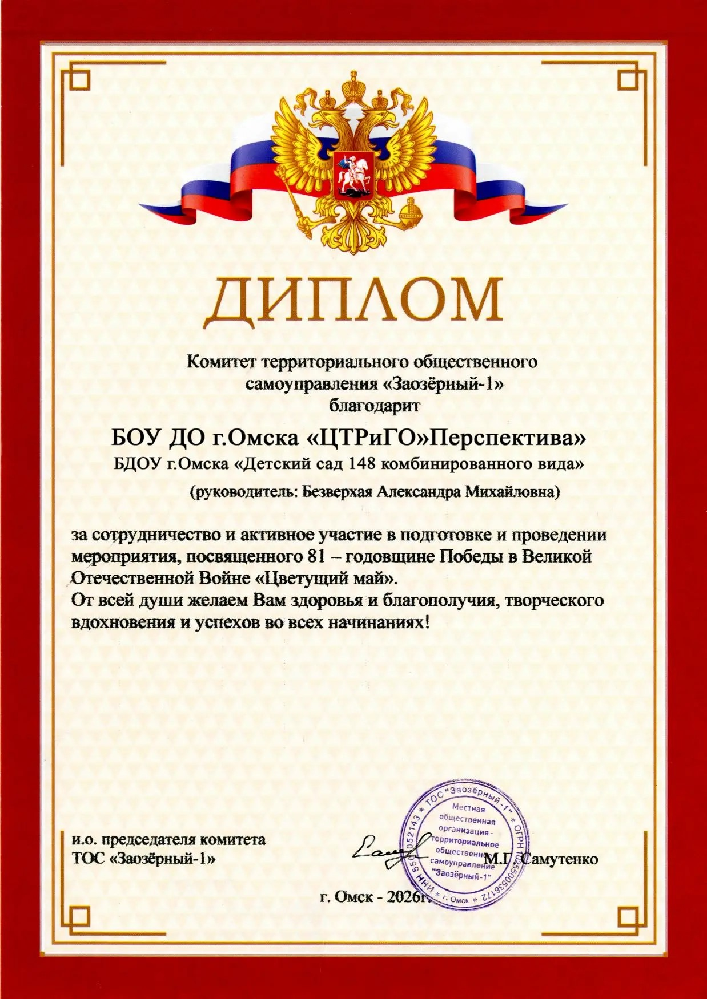 ДИПЛОМ
Комитет территориального общественного
самоуправления «Заозёрный-1»
благодарит
БОУ ДО г.Омска «ЦТРиГО»Перспектива»
БДОУ г.Омска «Детский сад 148 комбинированного вида»
(руководитель: Безверхая Александра Михайловна)
за сотрудничество и активное участие в подготовке и проведении
мероприятия, посвященного 81 – годовщине Победы в Великой
Отечественной Войне «Цветущий май».
От всей души желаем Вам здоровья и благополучия, творческого
вдохновения и успехов во всех начинаниях!
и.о. председателя комитета
ТОС «Заозёрный-1»
М.Г. Самутенко
г. Омск - 2026г.
ТОС "Заозёрный-1" * ОГРН 1025500538172
* г. Омск *
ИНН
Местная
общественная
организация -
территориальное
общественное
самоуправление
"Заозёрный-1"